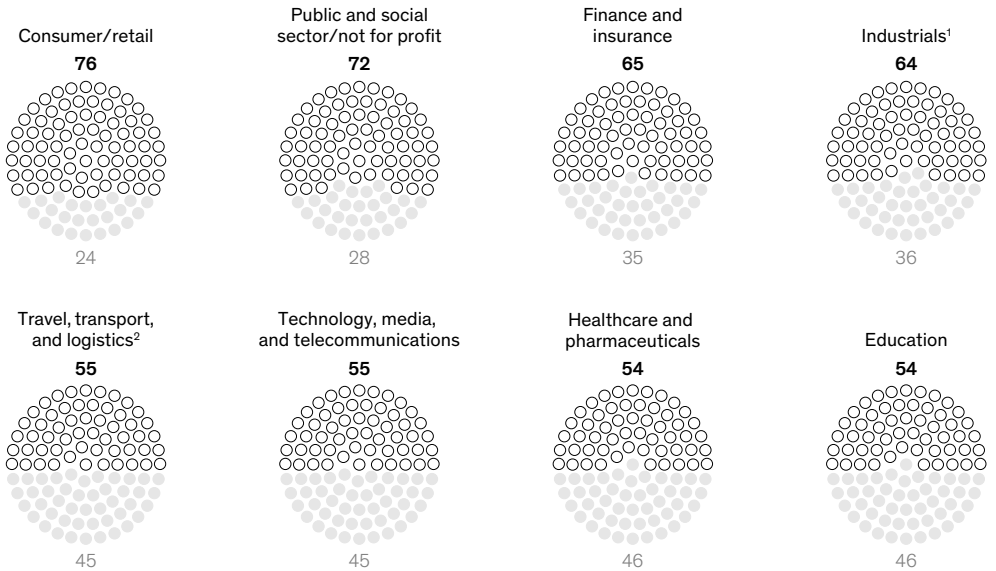 Consumer/retail
76
24
Public and social
sector/not for profit
72
28
Finance and
insurance
65
35
Industrials¹
64
36
Travel, transport,
and logistics²
55
45
Technology, media,
and telecommunications
55
45
Healthcare and
pharmaceuticals
54
46
Education
54
46